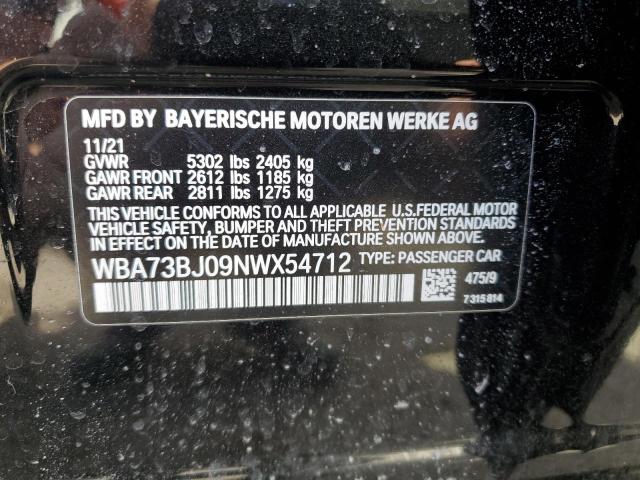 MFD BY BAYERISCHE MOTOREN WERKE AG
11/21
GVWR 5302 lbs 2405 kg
GAWR FRONT 2612 lbs 1185 kg
GAWR REAR 2811 lbs 1275 kg
THIS VEHICLE CONFORMS TO ALL APPLICABLE U.S.FEDERAL MOTOR
VEHICLE SAFETY, BUMPER AND THEFT PREVENTION STANDARDS
IN EFFECT ON THE DATE OF MANUFACTURE SHOWN ABOVE.
WBA73BJ09NWX54712 TYPE: PASSENGER CAR
475/9
7315814